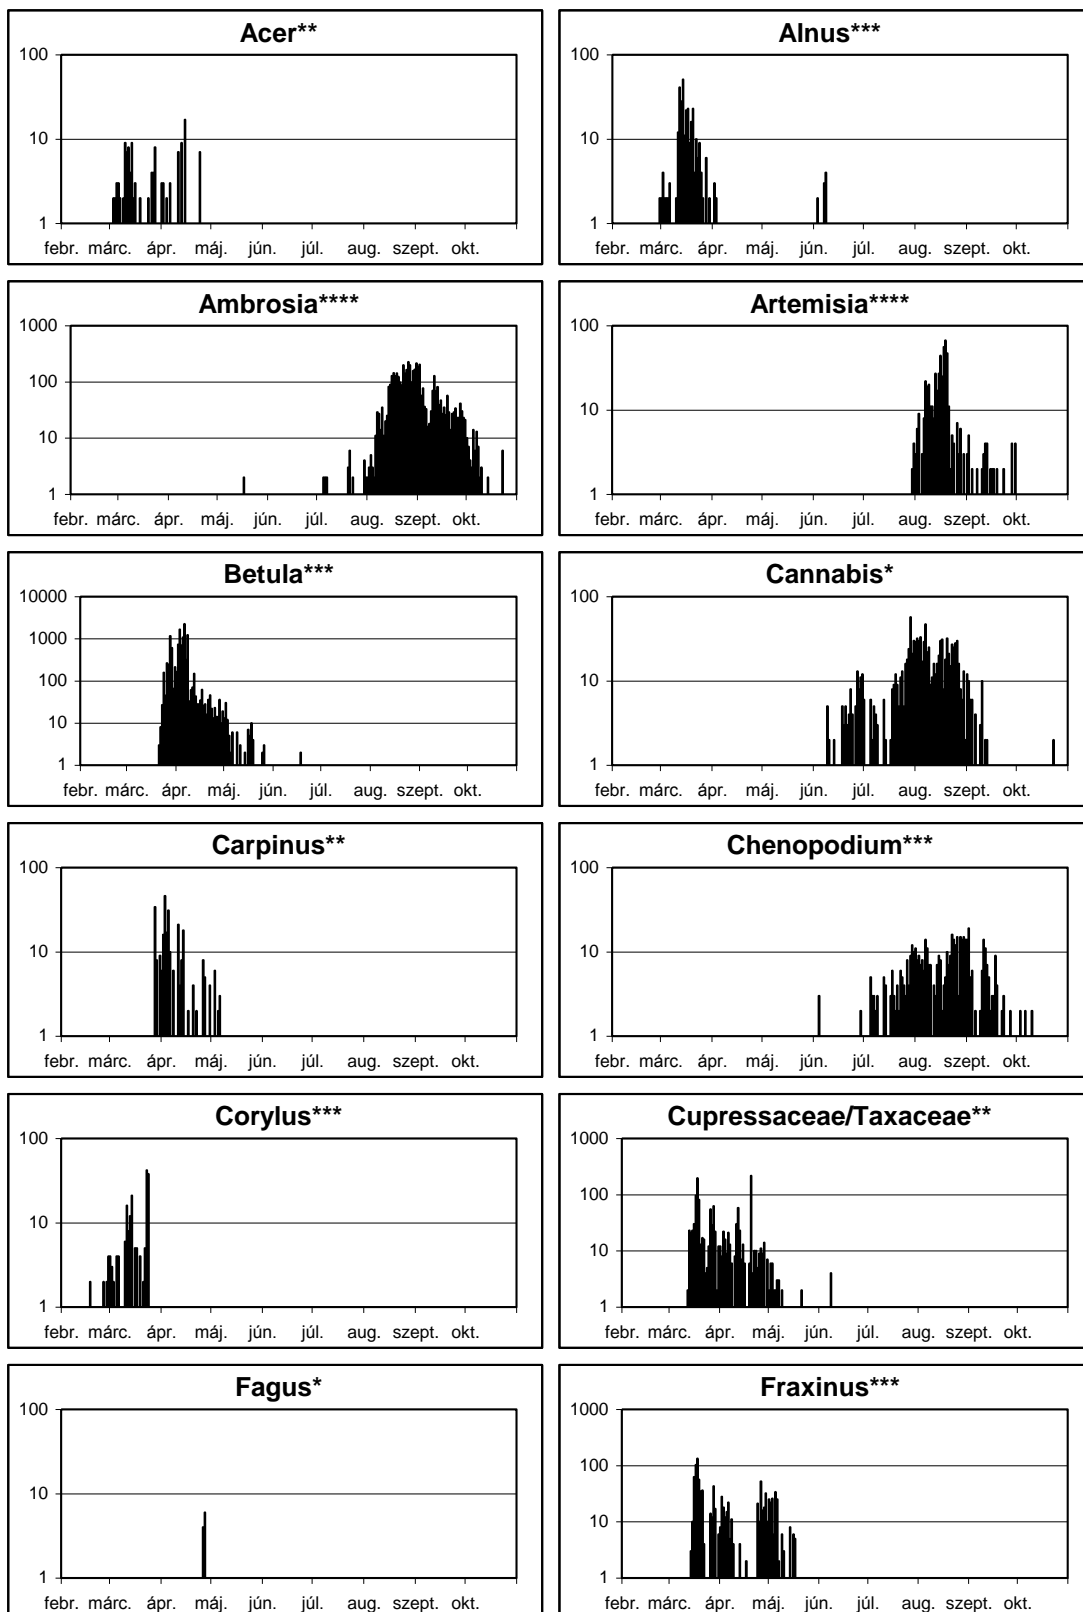 Acer**
100
10
1
febr. márc. ápr. máj. jún. júl. aug. szept. okt.
Alnus***
100
10
1
febr. márc. ápr. máj. jún. júl. aug. szept. okt.
Ambrosia****
1000
100
10
1
febr. márc. ápr. máj. jún. júl. aug. szept. okt.
Artemisia****
100
10
1
febr. márc. ápr. máj. jún. júl. aug. szept. okt.
Betula***
10000
1000
100
10
1
febr. márc. ápr. máj. jún. júl. aug. szept. okt.
Cannabis*
100
10
1
febr. márc. ápr. máj. jún. júl. aug. szept. okt.
Carpinus**
100
10
1
febr. márc. ápr. máj. jún. júl. aug. szept. okt.
Chenopodium***
100
10
1
febr. márc. ápr. máj. jún. júl. aug. szept. okt.
Corylus***
100
10
1
febr. márc. ápr. máj. jún. júl. aug. szept. okt.
Cupressaceae/Taxaceae**
1000
100
10
1
febr. márc. ápr. máj. jún. júl. aug. szept. okt.
Fagus*
100
10
1
febr. márc. ápr. máj. jún. júl. aug. szept. okt.
Fraxinus***
1000
100
10
1
febr. márc. ápr. máj. jún. júl. aug. szept. okt.